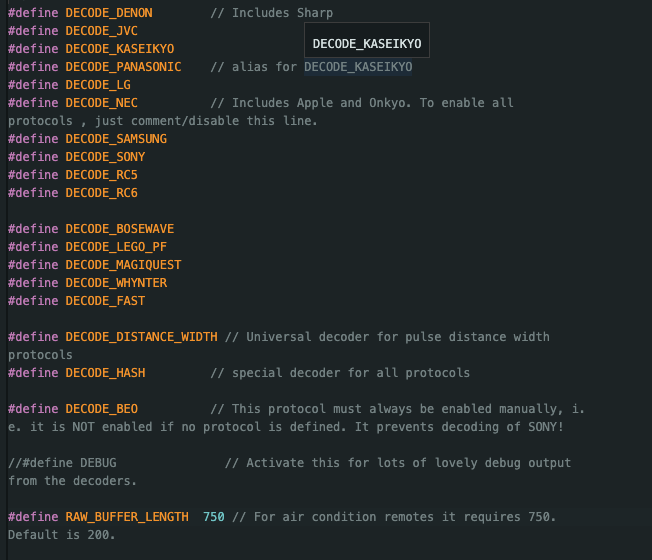 #define DECODE_DENON // Includes Sharp
#define DECODE_JVC
DECODE_KASEIKYO
#define DECODE_KASEIKYO
#define DECODE_PANASONIC // alias for DECODE_KASEIKYO
#define DECODE_LG
#define DECODE_NEC // Includes Apple and Onkyo. To enable all
protocols , just comment/disable this line.
#define DECODE_SAMSUNG
#define DECODE_SONY
#define DECODE_RC5
#define DECODE_RC6
#define DECODE_BOSEWAVE
#define DECODE_LEGO_PF
#define DECODE_MAGIQUEST
#define DECODE_WHYNTER
#define DECODE_FAST
#define DECODE_DISTANCE_WIDTH // Universal decoder for pulse distance width
protocols
#define DECODE_HASH // special decoder for all protocols
#define DECODE_BEO // This protocol must always be enabled manually, i.
e. it is NOT enabled if no protocol is defined. It prevents decoding of SONY!
//#define DEBUG // Activate this for lots of lovely debug output
from the decoders.
#define RAW_BUFFER_LENGTH 750 // For air condition remotes it requires 750.
Default is 200.